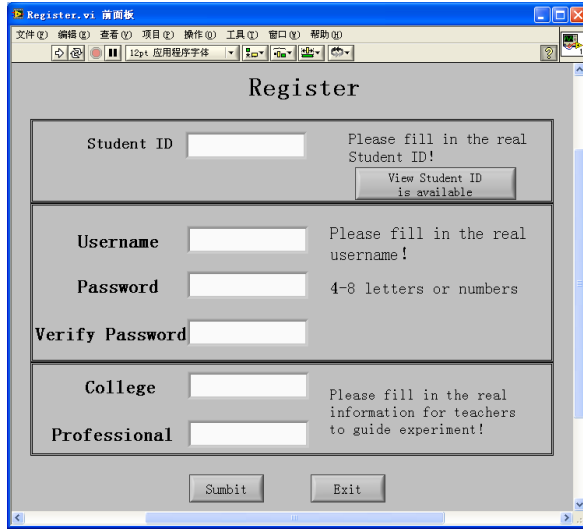 Register.vi 前面板
文件(F) 编辑(E) 查看(V) 项目(P) 操作(O) 工具(T) 窗口(W) 帮助(H)
12pt 应用程序字体
Register
Student ID
Please fill in the real
Student ID!
View Student ID
is available
Username
Please fill in the real
username!
Password
4-8 letters or numbers
Verify Password
College
Please fill in the real
information for teachers
to guide experiment!
Professional
Sumbit
Exit